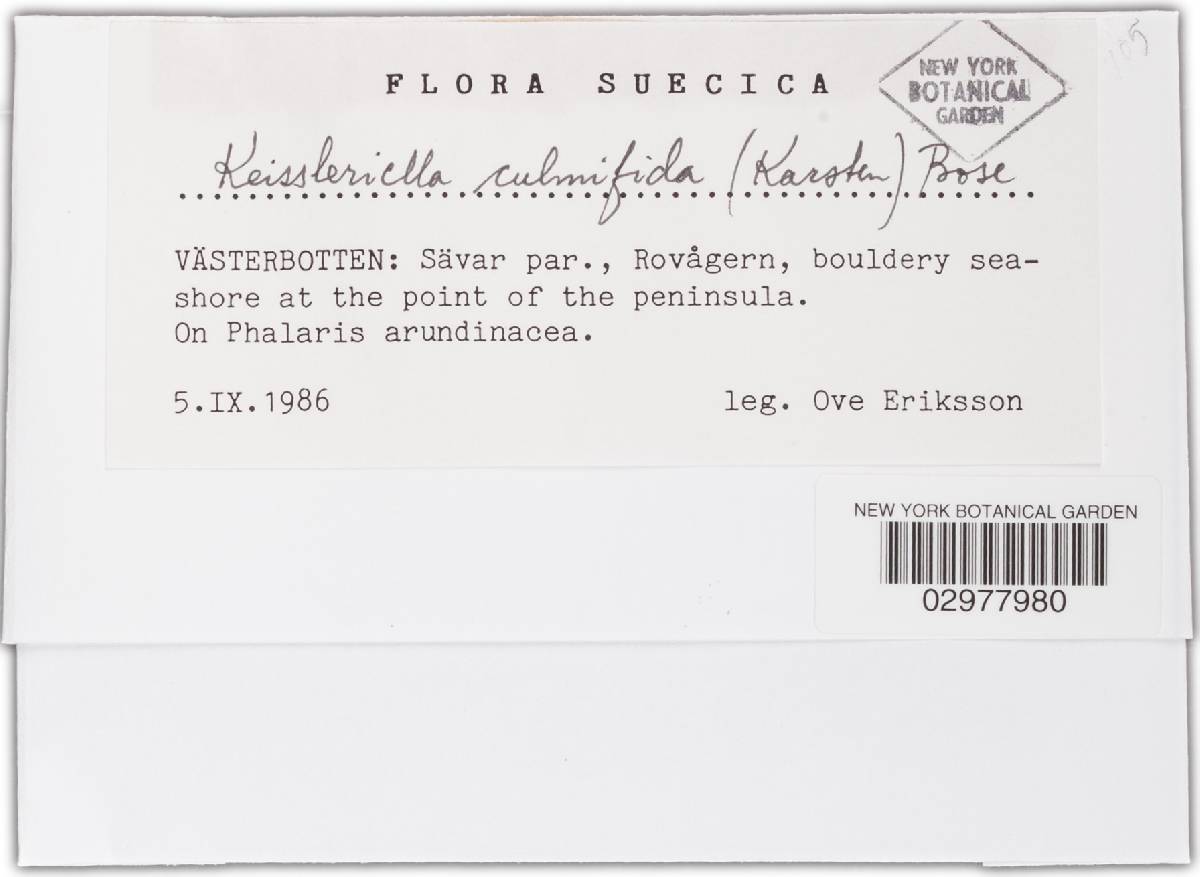 FLORA SUECICA
NEW YORK
BOTANICAL
GARDEN
Keissleriella culmifida (Karsten) Bose
VÄSTERBOTTEN: Sävar par., Rovågern, bouldery sea-
shore at the point of the peninsula.
On Phalaris arundinacea.
5.IX.1986 leg. Ove Eriksson
NEW YORK BOTANICAL GARDEN
02977980